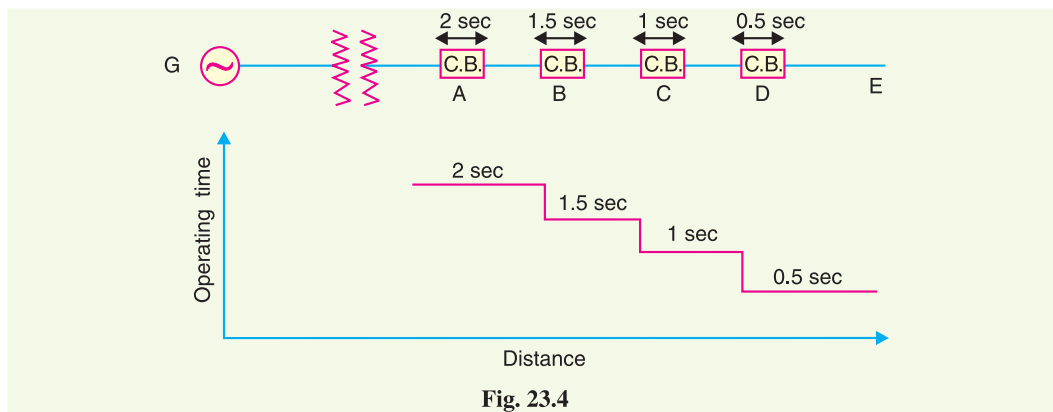 2 sec 1.5 sec 1 sec 0.5 sec
G C.B. C.B. C.B. C.B.
A B C D E
Operating time
2 sec
1.5 sec
1 sec
0.5 sec
Distance
Fig. 23.4